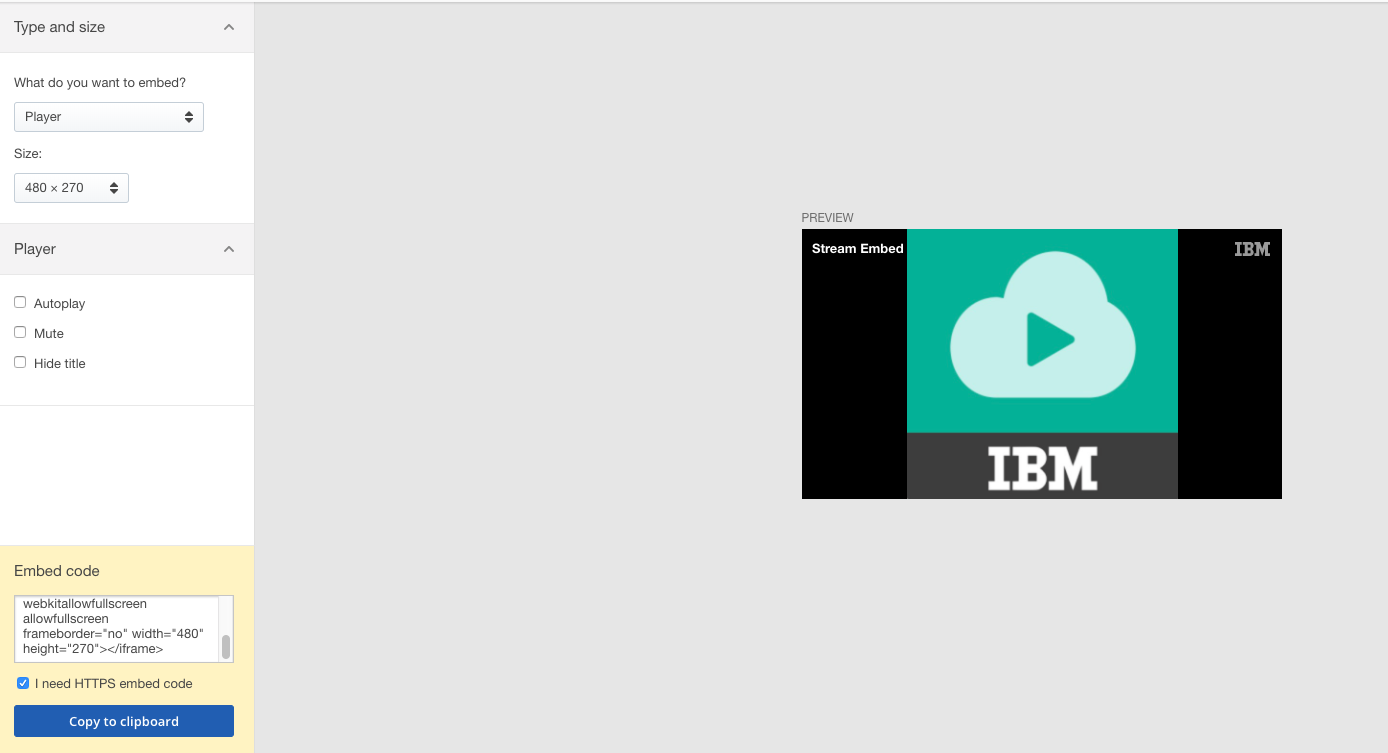 Type and size
What do you want to embed?
Player
Size:
480 × 270
Player
Autoplay
Mute
Hide title
Embed code
webkitallowfullscreen
allowfullscreen
frameborder="no" width="480"
height="270"></iframe>
I need HTTPS embed code
Copy to clipboard
PREVIEW
Stream Embed
IBM
IBM